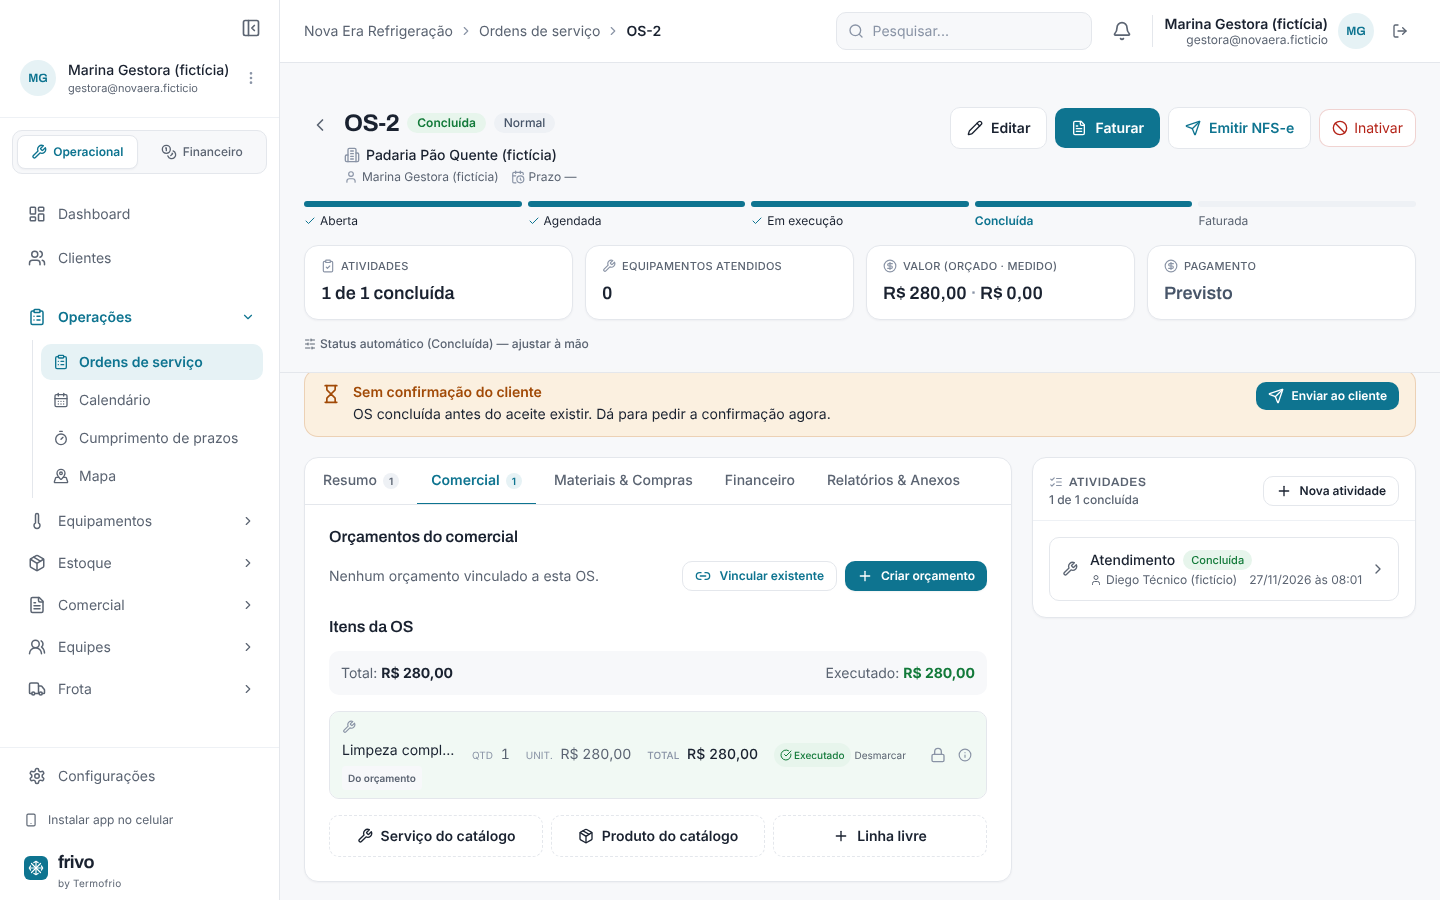 MG
Marina Gestora (fictícia)
gestora@novaera.ficticio
Operacional
Financeiro
Dashboard
Clientes
Operações
Ordens de serviço
Calendário
Cumprimento de prazos
Mapa
Equipamentos
Estoque
Comercial
Equipes
Frota
Configurações
Instalar app no celular
frivo
by Termofrio
Nova Era Refrigeração > Ordens de serviço > OS-2
Pesquisar...
Marina Gestora (fictícia)
gestora@novaera.ficticio
MG
OS-2 Concluída Normal
Editar
Faturar
Emitir NFS-e
Inativar
Padaria Pão Quente (fictícia)
Marina Gestora (fictícia) Prazo —
Aberta
Agendada
Em execução
Concluída
Faturada
ATIVIDADES
1 de 1 concluída
EQUIPAMENTOS ATENDIDOS
0
VALOR (ORÇADO · MEDIDO)
R$ 280,00 · R$ 0,00
PAGAMENTO
Previsto
Status automático (Concluída) — ajustar à mão
Sem confirmação do cliente
OS concluída antes do aceite existir. Dá para pedir a confirmação agora.
Enviar ao cliente
Resumo 1
Comercial 1
Materiais & Compras
Financeiro
Relatórios & Anexos
Orçamentos do comercial
Nenhum orçamento vinculado a esta OS.
Vincular existente
Criar orçamento
Itens da OS
Total: R$ 280,00
Executado: R$ 280,00
Limpeza compl...
QTD 1
UNIT. R$ 280,00
TOTAL R$ 280,00
Executado
Desmarcar
Do orçamento
Serviço do catálogo
Produto do catálogo
Linha livre
ATIVIDADES
1 de 1 concluída
Nova atividade
Atendimento Concluída
Diego Técnico (fictício) 27/11/2026 às 08:01